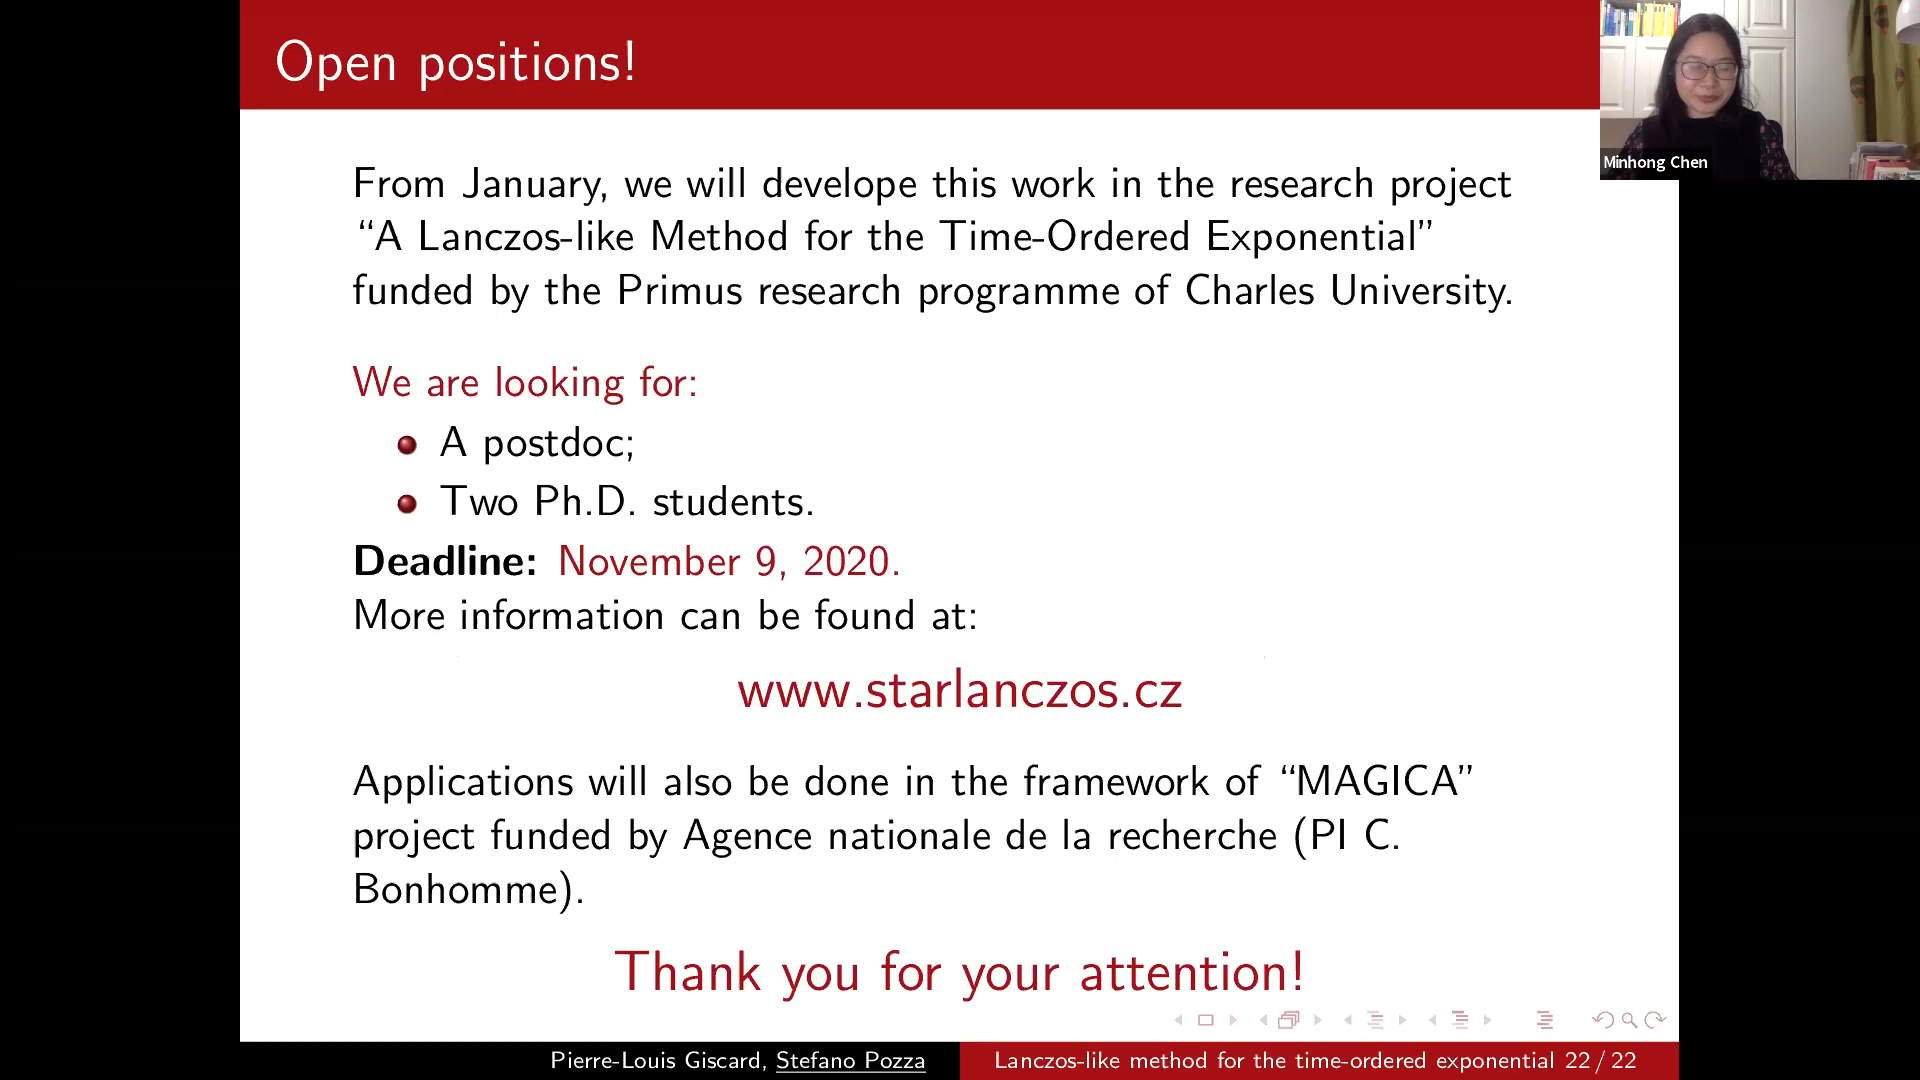 Open positions!
Minhong Chen
From January, we will develope this work in the research project
“A Lanczos-like Method for the Time-Ordered Exponential”
funded by the Primus research programme of Charles University.
We are looking for:
A postdoc;
Two Ph.D. students.
Deadline: November 9, 2020.
More information can be found at:
www.starlanczos.cz
Applications will also be done in the framework of “MAGICA”
project funded by Agence nationale de la recherche (PI C.
Bonhomme).
Thank you for your attention!
Pierre-Louis Giscard, Stefano Pozza
Lanczos-like method for the time-ordered exponential 22 / 22